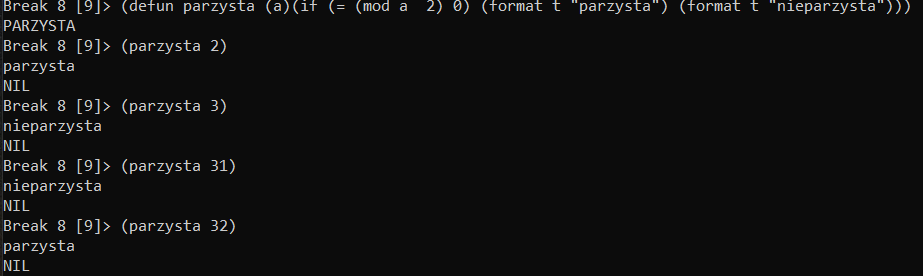 Break 8 [9]> (defun parzysta (a)(if (= (mod a  2) 0) (format t "parzysta") (format t "nieparzysta")))
PARZYSTA
Break 8 [9]> (parzysta 2)
parzysta
NIL
Break 8 [9]> (parzysta 3)
nieparzysta
NIL
Break 8 [9]> (parzysta 31)
nieparzysta
NIL
Break 8 [9]> (parzysta 32)
parzysta
NIL